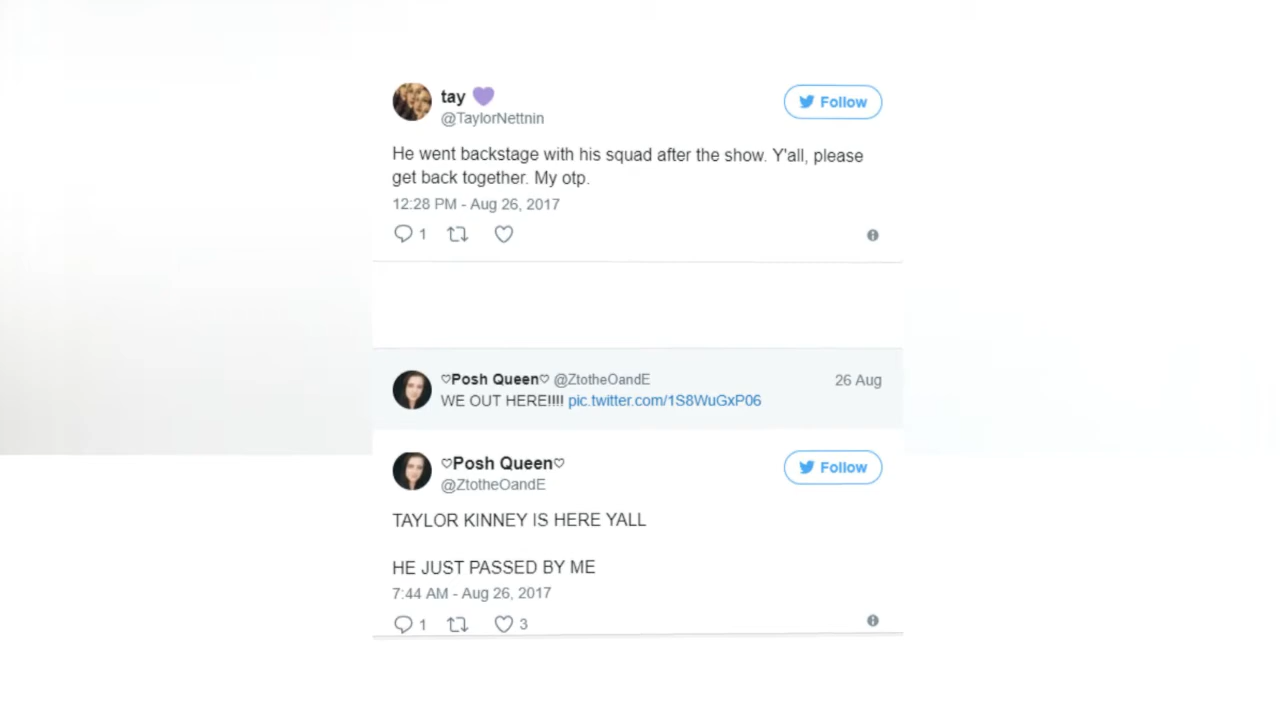 tay 💜
Follow
@TaylorNettnin
He went backstage with his squad after the show. Y'all, please
get back together. My otp.
12:28 PM - Aug 26, 2017
1
♡Posh Queen♡ @ZtotheOandE
26 Aug
WE OUT HERE!!!! pic.twitter.com/1S8WuGxP06
♡Posh Queen♡
Follow
@ZtotheOandE
TAYLOR KINNEY IS HERE YALL
HE JUST PASSED BY ME
7:44 AM - Aug 26, 2017
1 3